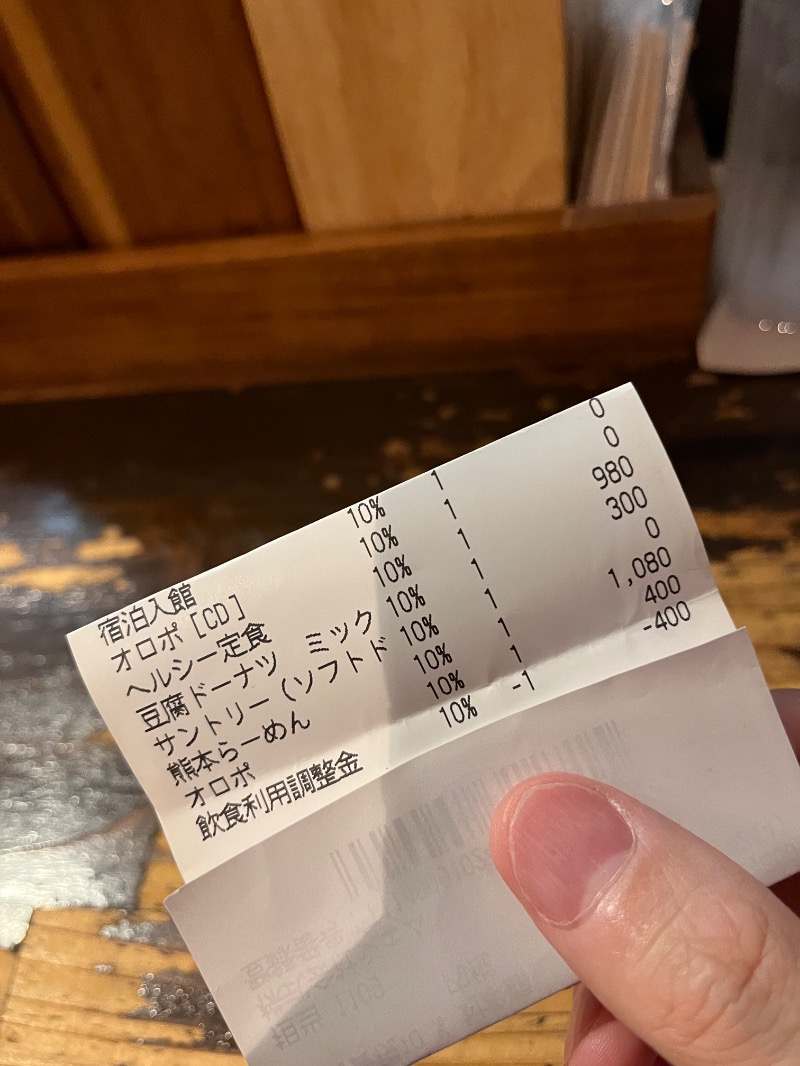 宿泊入館 10% 1 0
オロポ[CD] 10% 1 0
ヘルシー定食 10% 1 980
豆腐ドーナツ ミック 10% 1 300
サントリー(ソフトド 10% 1 0
熊本らーめん 10% 1 1,080
オロポ 10% 1 400
飲食利用調整金 10% -1 -400